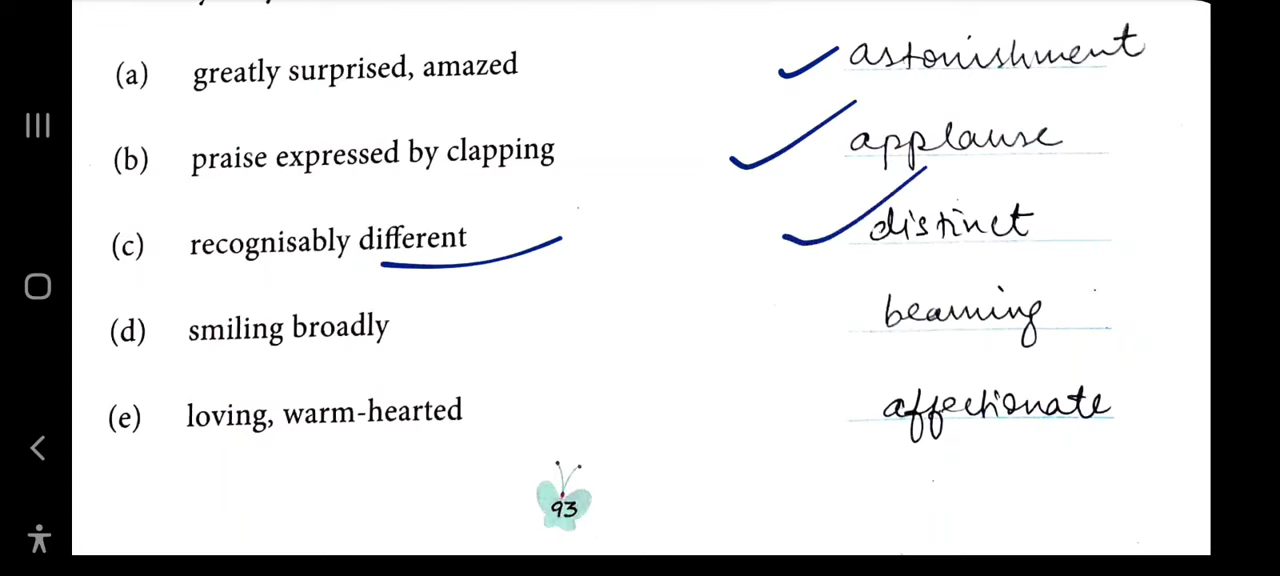 (a) greatly surprised, amazed astonishment
(b) praise expressed by clapping applause
(c) recognisably different distinct
(d) smiling broadly beaming
(e) loving, warm-hearted affectionate
93